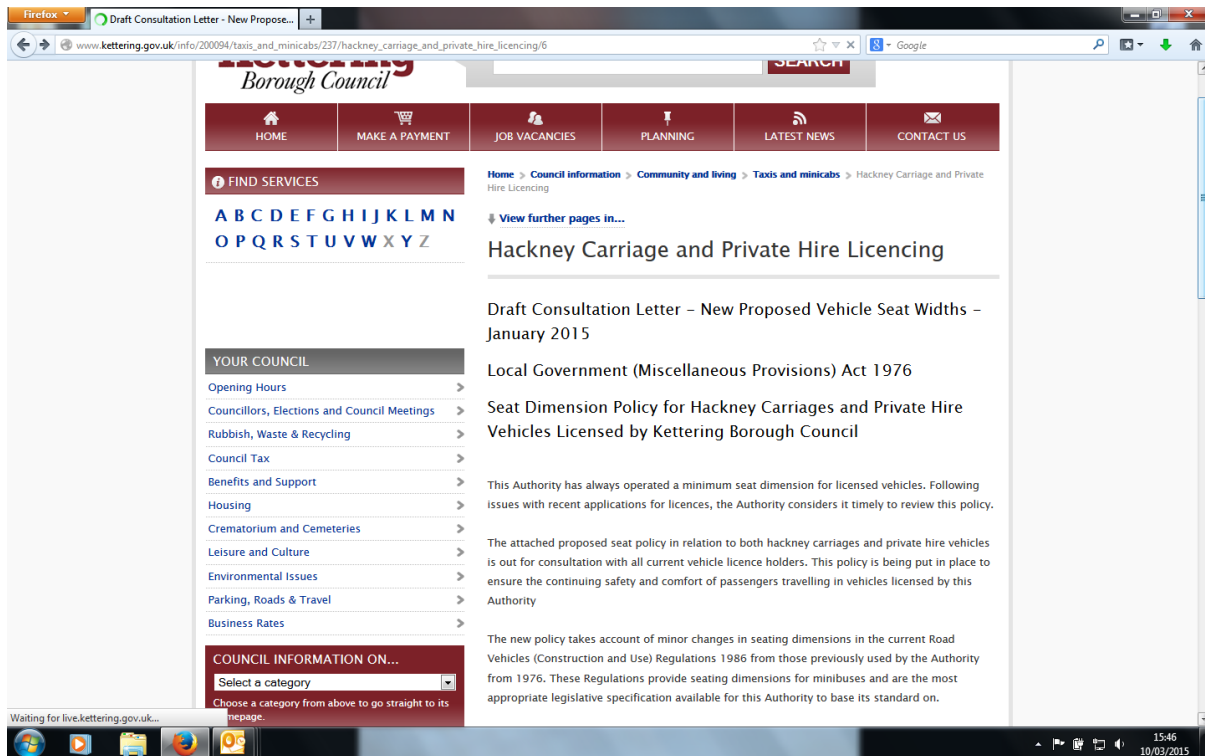 Firefox
Draft Consultation Letter - New Propose...
www.kettering.gov.uk/info/200094/taxis_and_minicabs/237/hackney_carriage_and_private_hire_licencing/6
Google
Kettering
Borough Council
SEARCH
HOME
MAKE A PAYMENT
JOB VACANCIES
PLANNING
LATEST NEWS
CONTACT US
FIND SERVICES
A B C D E F G H I J K L M N
O P Q R S T U V W X Y Z
YOUR COUNCIL
Opening Hours
Councillors, Elections and Council Meetings
Rubbish, Waste & Recycling
Council Tax
Benefits and Support
Housing
Crematorium and Cemeteries
Leisure and Culture
Environmental Issues
Parking, Roads & Travel
Business Rates
COUNCIL INFORMATION ON...
Select a category
Choose a category from above to go straight to its
homepage.
Home > Council information > Community and living > Taxis and minicabs > Hackney Carriage and Private
Hire Licencing
View further pages in...
Hackney Carriage and Private Hire Licencing
Draft Consultation Letter – New Proposed Vehicle Seat Widths –
January 2015
Local Government (Miscellaneous Provisions) Act 1976
Seat Dimension Policy for Hackney Carriages and Private Hire
Vehicles Licensed by Kettering Borough Council
This Authority has always operated a minimum seat dimension for licensed vehicles. Following
issues with recent applications for licences, the Authority considers it timely to review this policy.
The attached proposed seat policy in relation to both hackney carriages and private hire vehicles
is out for consultation with all current vehicle licence holders. This policy is being put in place to
ensure the continuing safety and comfort of passengers travelling in vehicles licensed by this
Authority
The new policy takes account of minor changes in seating dimensions in the current Road
Vehicles (Construction and Use) Regulations 1986 from those previously used by the Authority
from 1976. These Regulations provide seating dimensions for minibuses and are the most
appropriate legislative specification available for this Authority to base its standard on.
Waiting for live.kettering.gov.uk...
15:46
10/03/2015